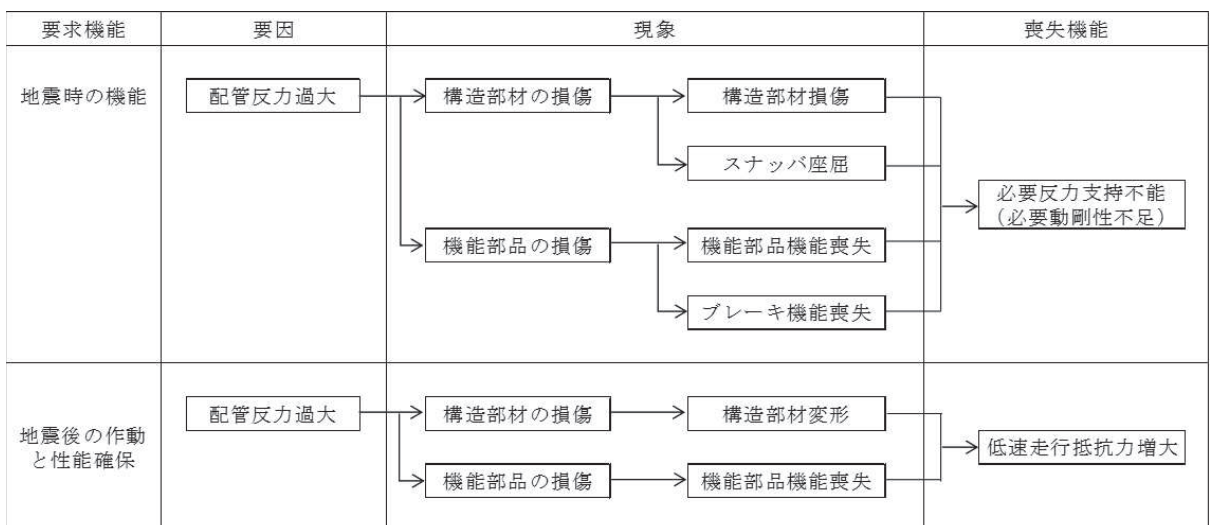 要求機能
要因
現象
喪失機能
地震時の機能
配管反力過大
構造部材の損傷
構造部材損傷
スナッバ座屈
機能部品の損傷
機能部品機能喪失
ブレーキ機能喪失
必要反力支持不能
（必要動剛性不足）
地震後の作動
と性能確保
配管反力過大
構造部材の損傷
構造部材変形
機能部品の損傷
機能部品機能喪失
低速走行抵抗力増大